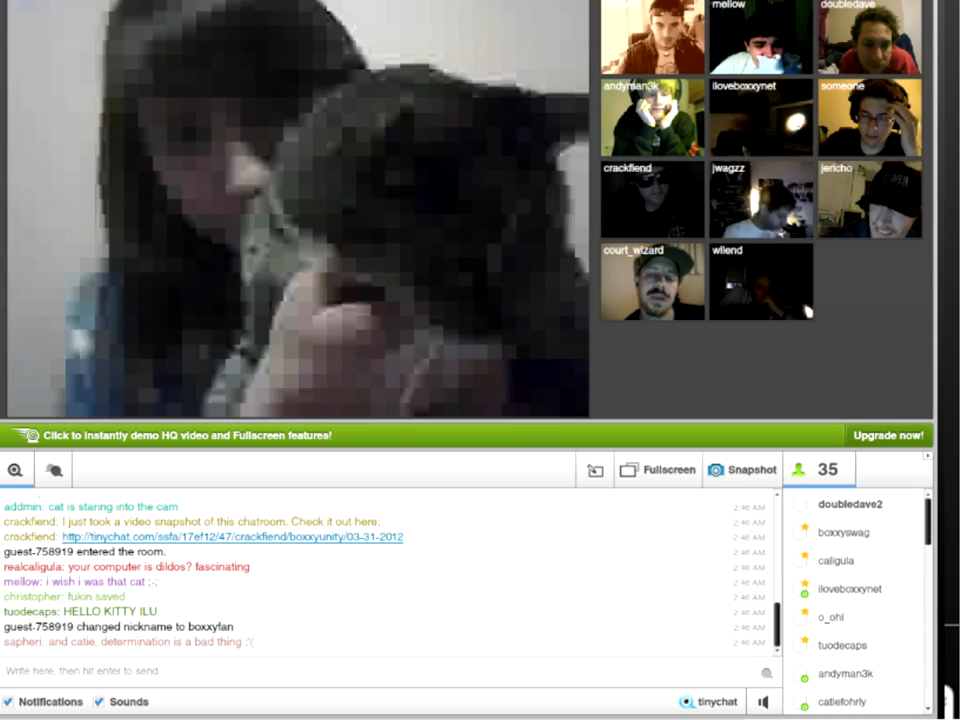 mellow
doubledave
andyman3k
iloveboxxynet
someone
crackfiend
jwagzz
jericho
court_wizard
wllend
Click to instantly demo HQ video and Fullscreen features!
Upgrade now!
Fullscreen
Snapshot
35
addmin: cat is staring into the cam 2:46 AM
crackfiend: I just took a video snapshot of this chatroom. Check it out here: 2:46 AM
crackfiend: http://tinychat.com/ssfa/17ef12/47/crackfiend/boxxyunity/03-31-2012 2:46 AM
guest-758919 entered the room. 2:46 AM
realcaligula: your computer is dildos? fascinating 2:46 AM
mellow: i wish i was that cat ;-; 2:46 AM
christopher: fukin saved 2:46 AM
tuodecaps: HELLO KITTY ILU 2:46 AM
guest-758919 changed nickname to boxxyfan 2:46 AM
sapheri: and catie, determination is a bad thing :'( 2:46 AM
Write here, then hit enter to send.
Notifications
Sounds
tinychat
doubledave2
boxxyswag
caligula
iloveboxxynet
o_ohi
tuodecaps
andyman3k
catiefohrly